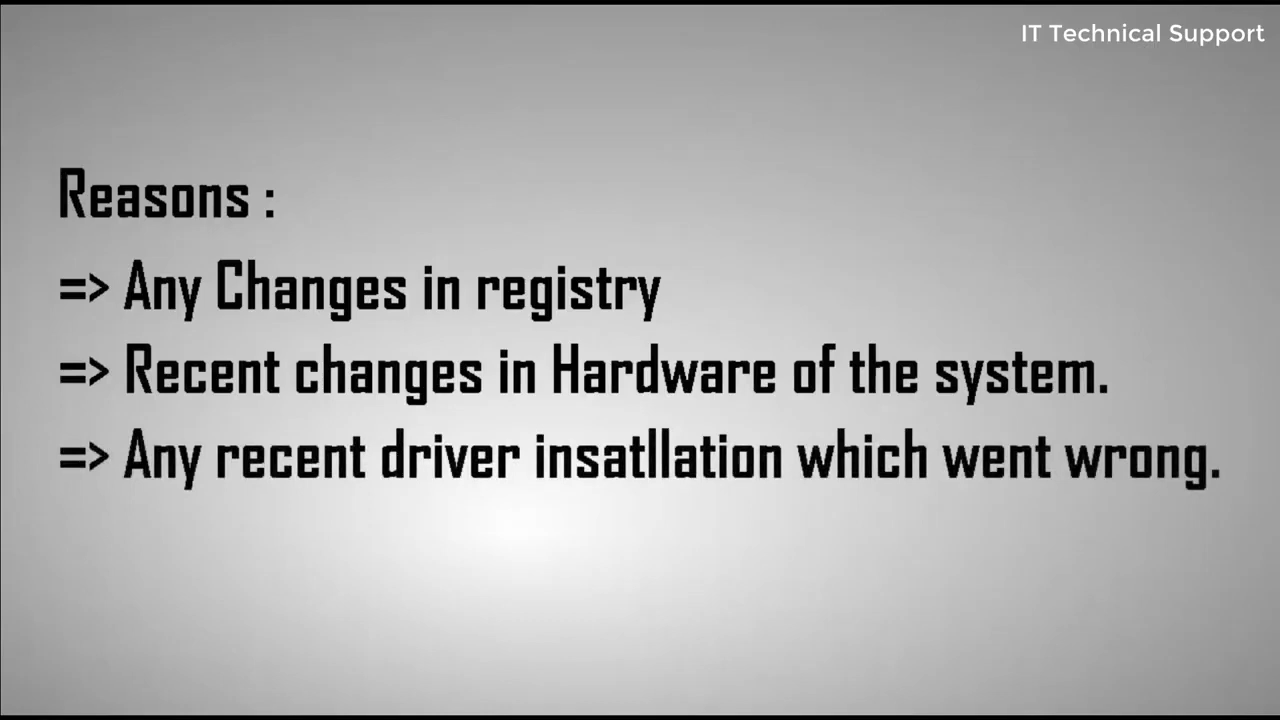 IT Technical Support
Reasons :
=> Any Changes in registry
=> Recent changes in Hardware of the system.
=> Any recent driver insatllation which went wrong.